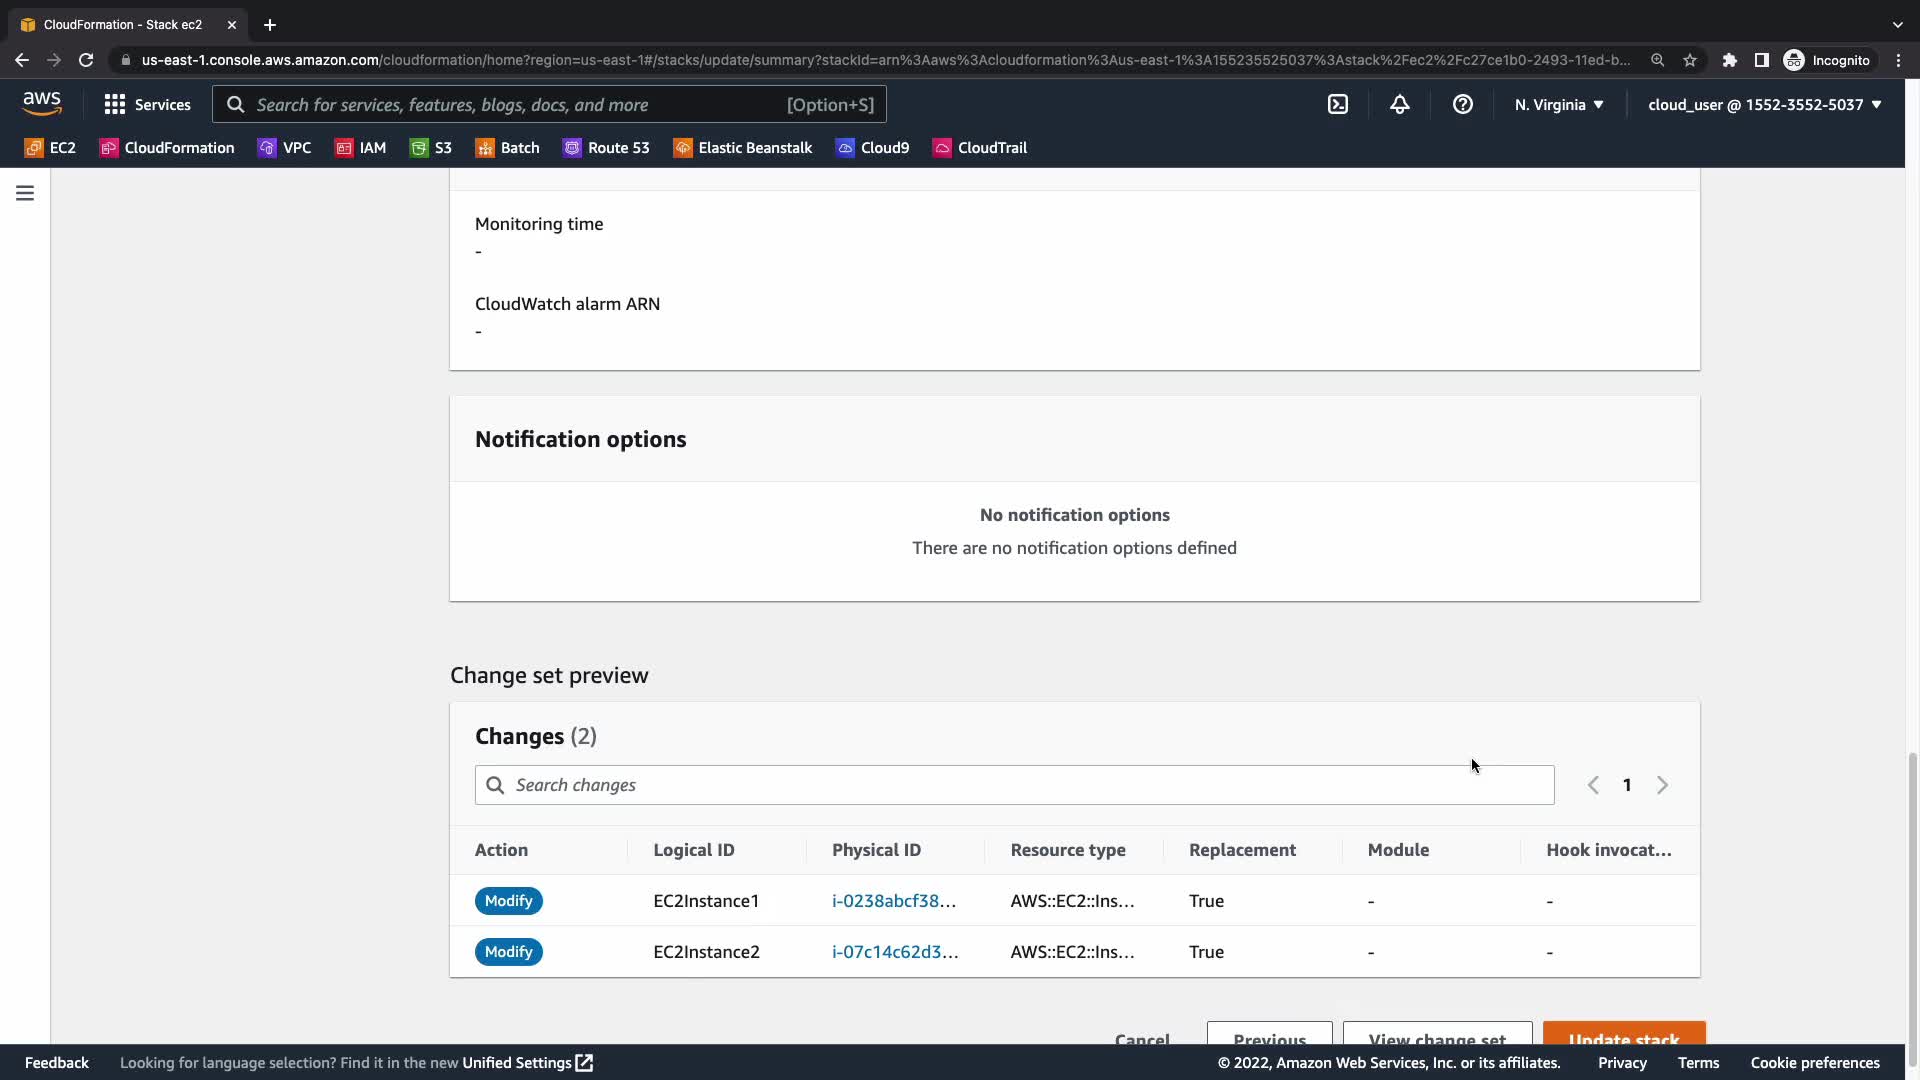 CloudFormation - Stack ec2
us-east-1.console.aws.amazon.com/cloudformation/home?region=us-east-1#/stacks/update/summary?stackId=arn%3Aaws%3Acloudformation%3Aus-east-1%3A155235525037%3Astack%2Fec2%2Fc27ce1b0-2493-11ed-b...
Incognito
aws
Services
Search for services, features, blogs, docs, and more
[Option+S]
N. Virginia
cloud_user @ 1552-3552-5037
EC2
CloudFormation
VPC
IAM
S3
Batch
Route 53
Elastic Beanstalk
Cloud9
CloudTrail
Monitoring time
-
CloudWatch alarm ARN
-
Notification options
No notification options
There are no notification options defined
Change set preview
Changes (2)
Search changes
1
Action Logical ID Physical ID Resource type Replacement Module Hook invocat...
Modify EC2Instance1 i-0238abcf38... AWS::EC2::Ins... True - -
Modify EC2Instance2 i-07c14c62d3... AWS::EC2::Ins... True - -
Cancel Previous View change set Update stack
Feedback Looking for language selection? Find it in the new Unified Settings © 2022, Amazon Web Services, Inc. or its affiliates. Privacy Terms Cookie preferences